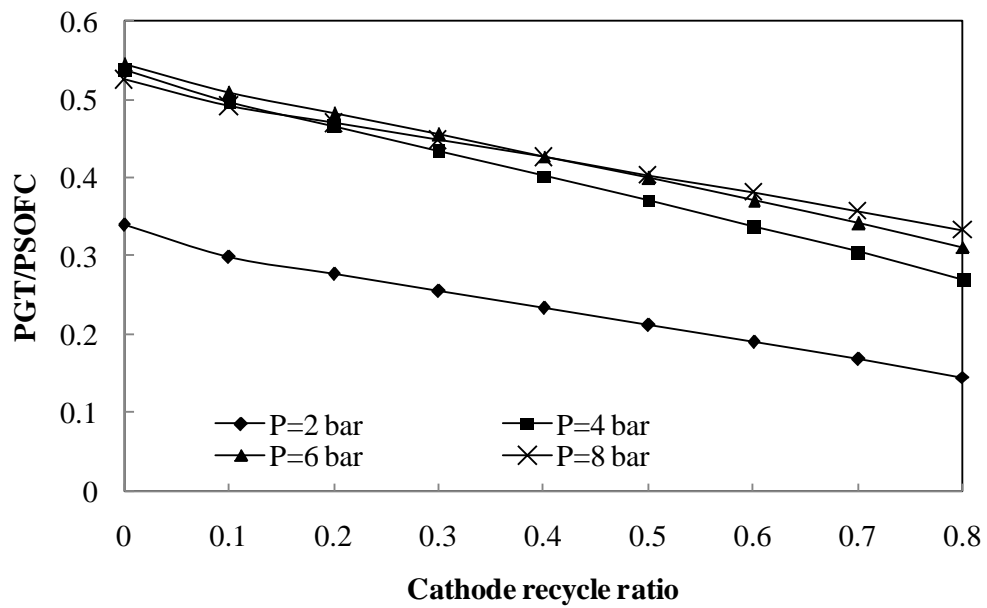 0.6
0.5
0.4
0.3
0.2
0.1
0
PGT/PSOFC
P=2 bar
P=4 bar
P=6 bar
P=8 bar
0 0.1 0.2 0.3 0.4 0.5 0.6 0.7 0.8
Cathode recycle ratio